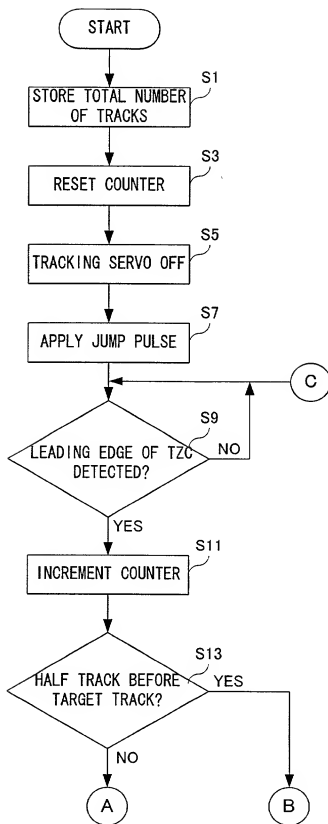 START
S1
STORE TOTAL NUMBER
OF TRACKS
S3
RESET COUNTER
S5
TRACKING SERVO OFF
S7
APPLY JUMP PULSE
C
S9
LEADING EDGE OF TZC
DETECTED?
NO
YES
S11
INCREMENT COUNTER
S13
HALF TRACK BEFORE
TARGET TRACK?
YES
NO
A
B